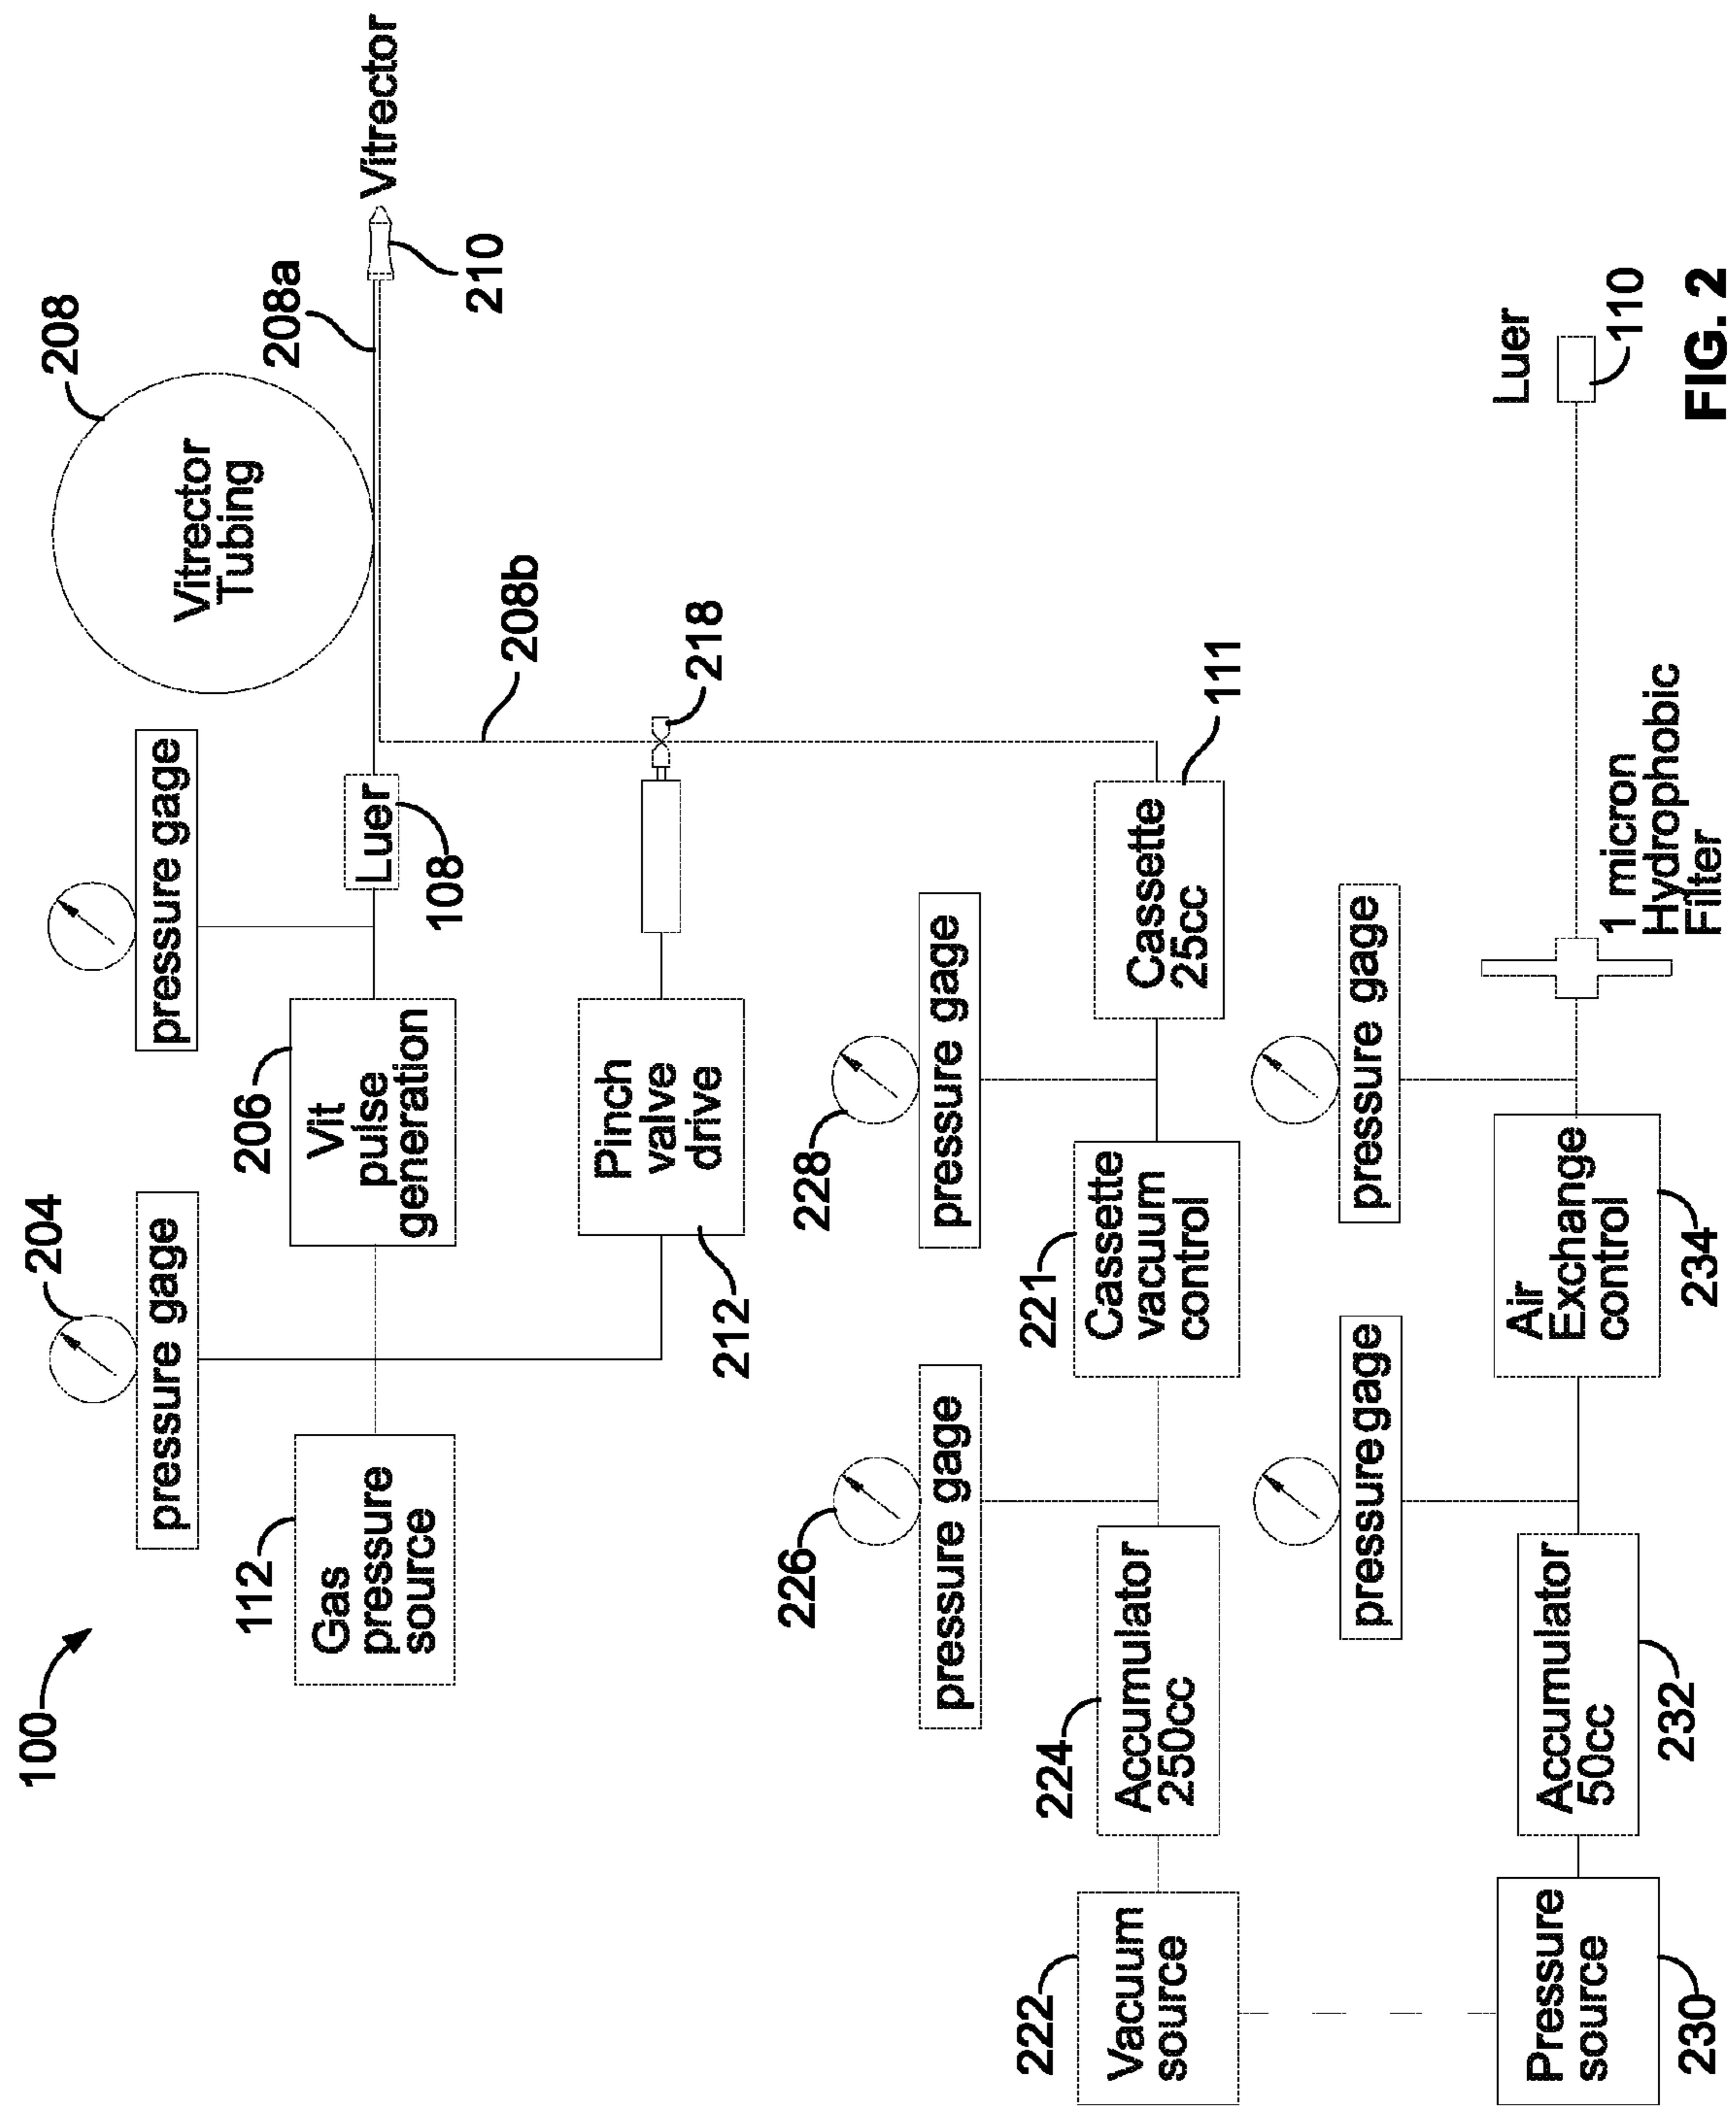 100
204
pressure gage
112
Gas
pressure
source
206
Vit
pulse
generation
pressure gage
Luer
108
208
Vitrector
Tubing
208a
Vitrector
210
208b
Pinch
valve
drive
212
218
226
pressure gage
228
pressure gage
222
Vacuum
source
224
Accumulator
250cc
221
Cassette
vacuum
control
Cassette
25cc
111
pressure gage
pressure gage
Pressure
source
230
Accumulator
50cc
232
Air
Exchange
control
234
1 micron
Hydrophobic
Filter
Luer
110
FIG. 2